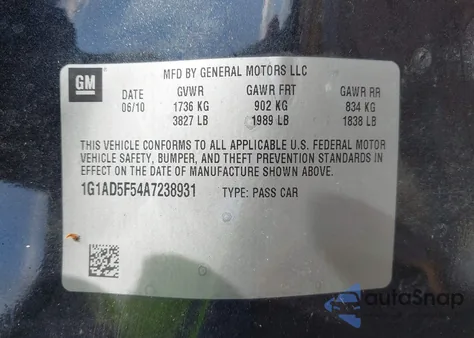 GM
MFD BY GENERAL MOTORS LLC
DATE GVWR GAWR FRT GAWR RR
06/10 1736 KG 902 KG 834 KG
3827 LB 1989 LB 1838 LB
THIS VEHICLE CONFORMS TO ALL APPLICABLE U.S. FEDERAL MOTOR
VEHICLE SAFETY, BUMPER, AND THEFT PREVENTION STANDARDS IN
EFFECT ON THE DATE OF MANUFACTURE SHOWN ABOVE.
1G1AD5F54A7238931 TYPE: PASS CAR
autoSnap